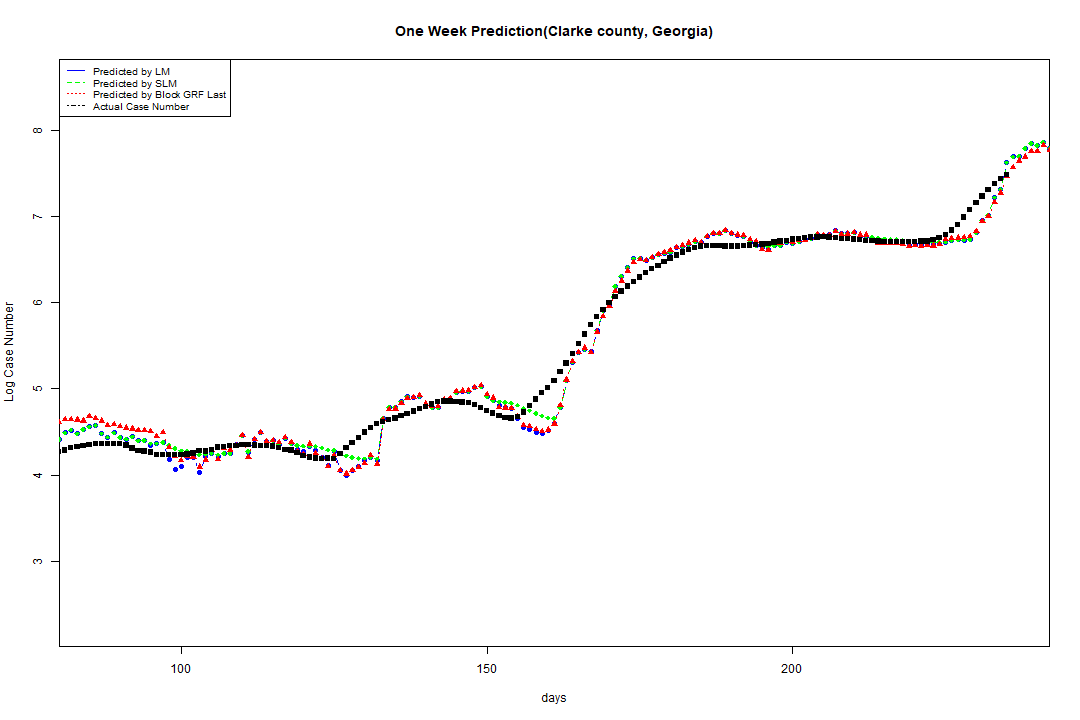 One Week Prediction(Clarke county, Georgia)
Predicted by LM
Predicted by SLM
Predicted by Block GRF Last
Actual Case Number
8
7
6
5
4
3
Log Case Number
100 150 200
days